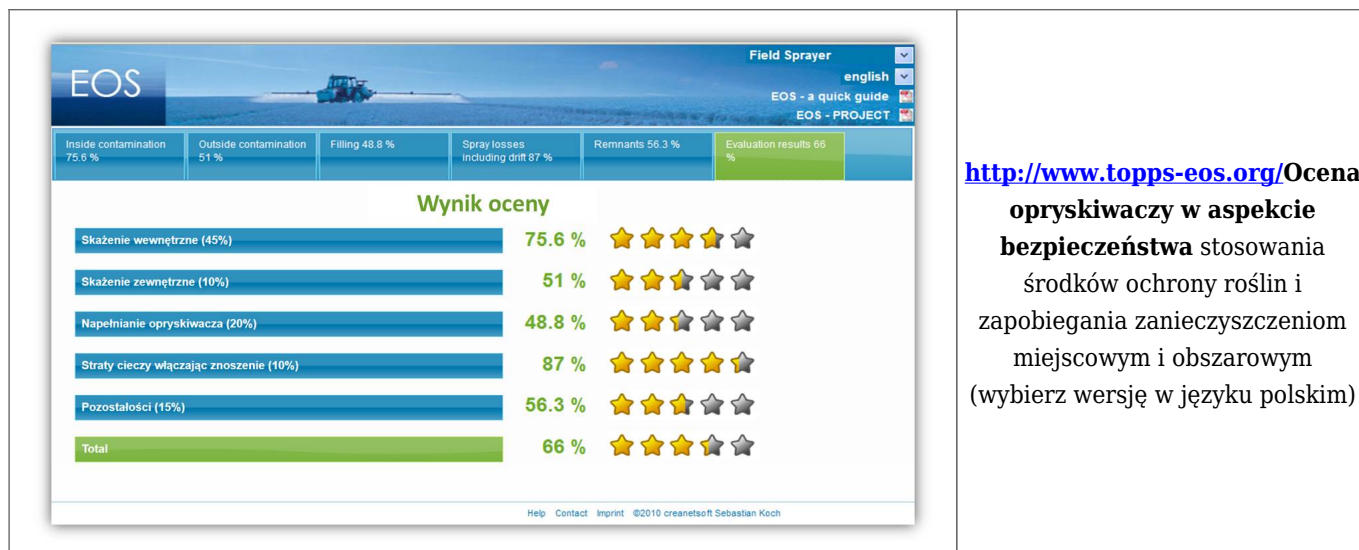 EOS
Field Sprayer
english
EOS - a quick guide
EOS - PROJECT
Inside contamination
75.6 %
Outside contamination
51 %
Filling 48.8 %
Spray losses
including drift 87 %
Remnants 56.3 %
Evaluation results 66
%
Wynik oceny
Skażenie wewnętrzne (45%) 75.6 %
Skażenie zewnętrzne (10%) 51 %
Napełnianie opryskiwacza (20%) 48.8 %
Straty cieczy włączając znoszenie (10%) 87 %
Pozostałości (15%) 56.3 %
Total 66 %
Help Contact Imprint ©2010 creanetsoft Sebastian Koch
http://www.topps-eos.org/Ocena
opryskiwaczy w aspekcie
bezpieczeństwa stosowania
środków ochrony roślin i
zapobiegania zanieczyszczeniom
miejscowym i obszarowym
(wybierz wersję w języku polskim)